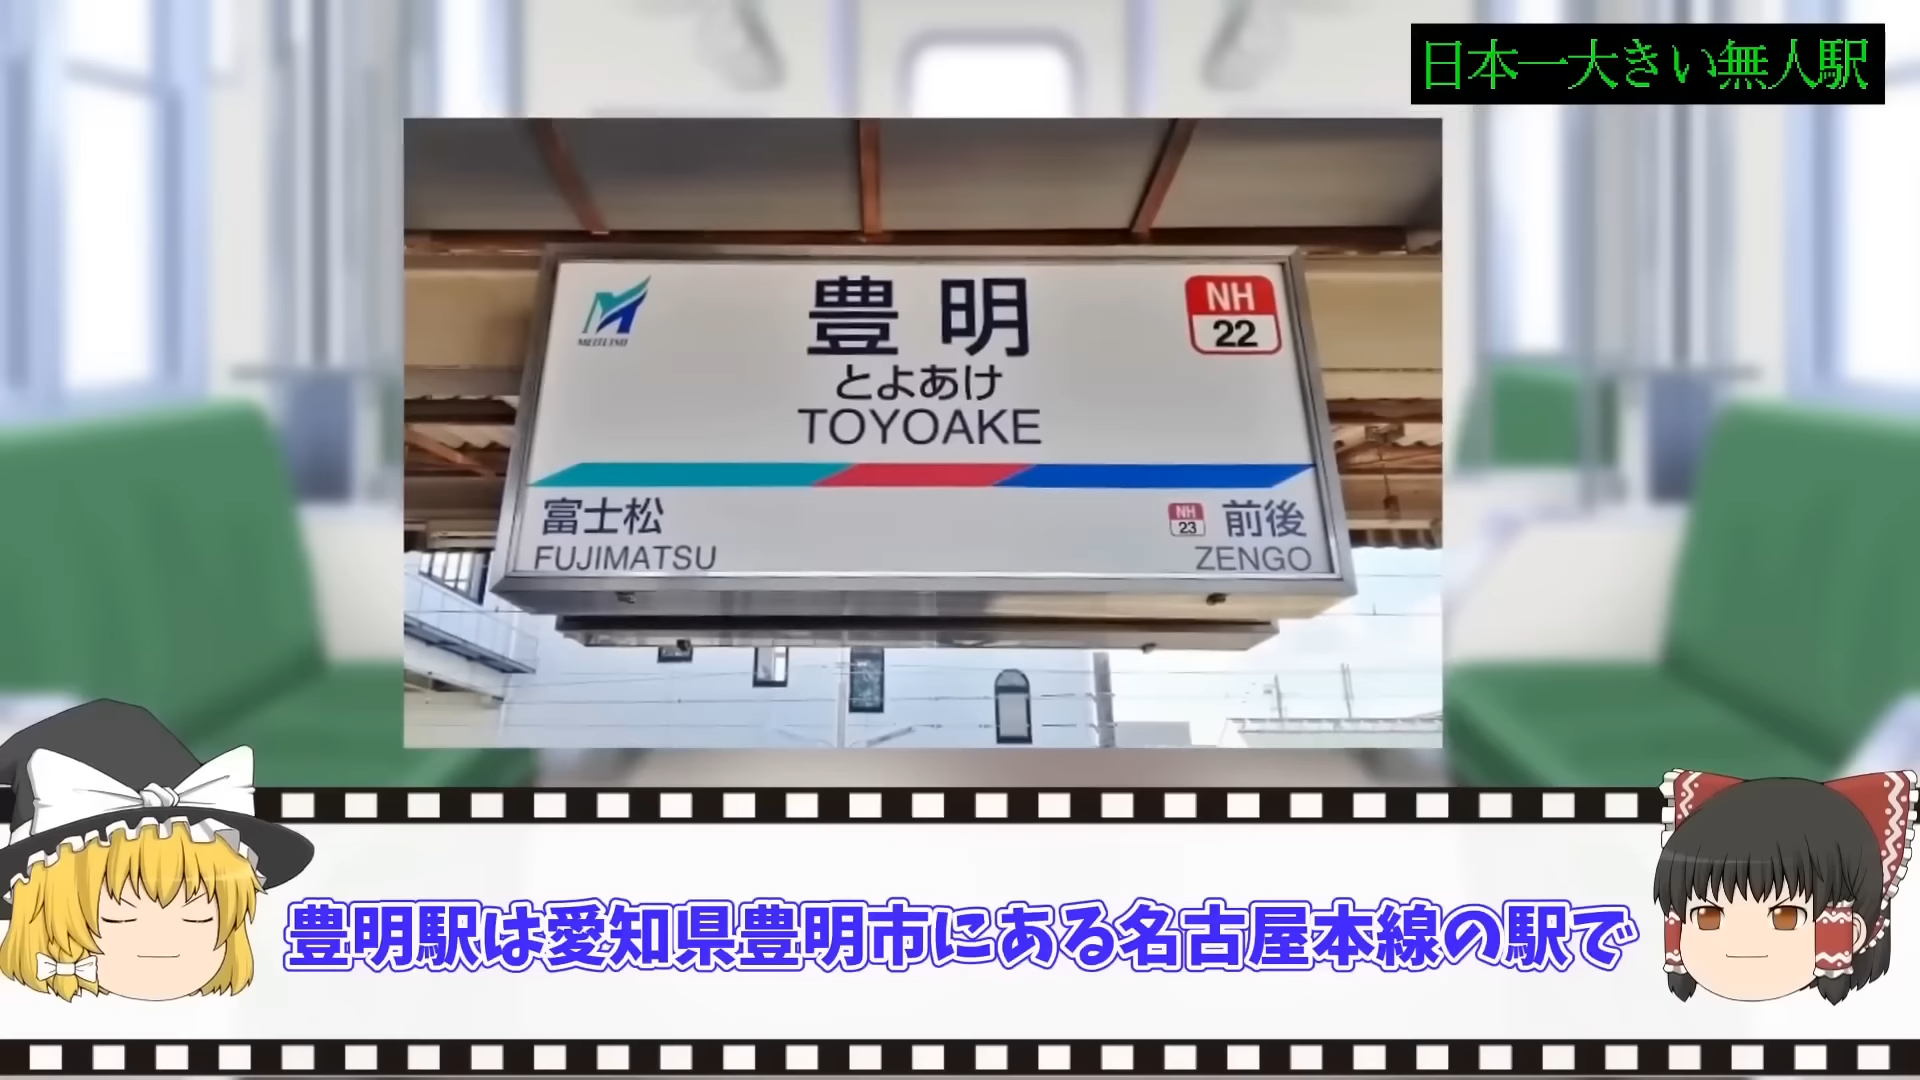 日本一大きい無人駅
MEITETSU
豊明
NH
22
とよあけ
TOYOAKE
富士松
FUJIMATSU
NH
23
前後
ZENGO
豊明駅は愛知県豊明市にある名古屋本線の駅で